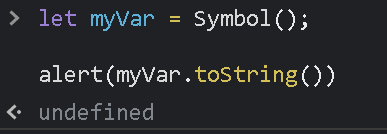 > let myVar = Symbol();
alert(myVar.toString())
<· undefined